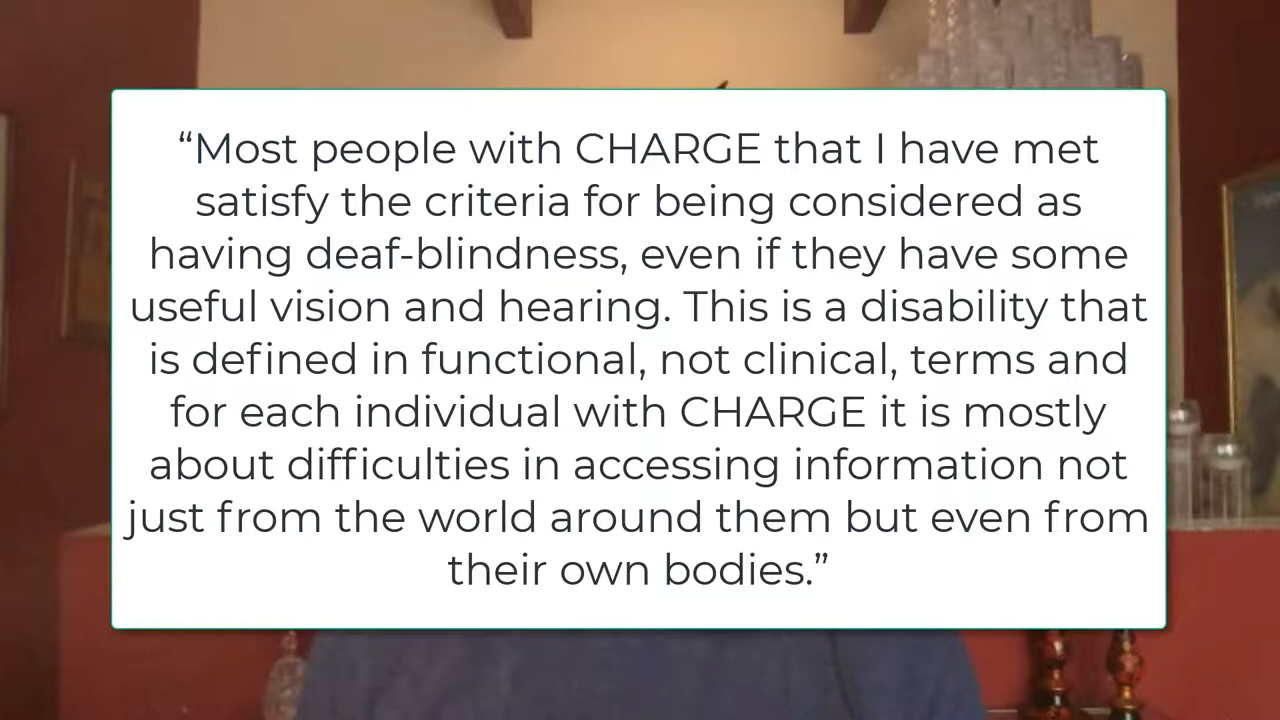 “Most people with CHARGE that I have met
satisfy the criteria for being considered as
having deaf-blindness, even if they have some
useful vision and hearing. This is a disability that
is defined in functional, not clinical, terms and
for each individual with CHARGE it is mostly
about difficulties in accessing information not
just from the world around them but even from
their own bodies.”